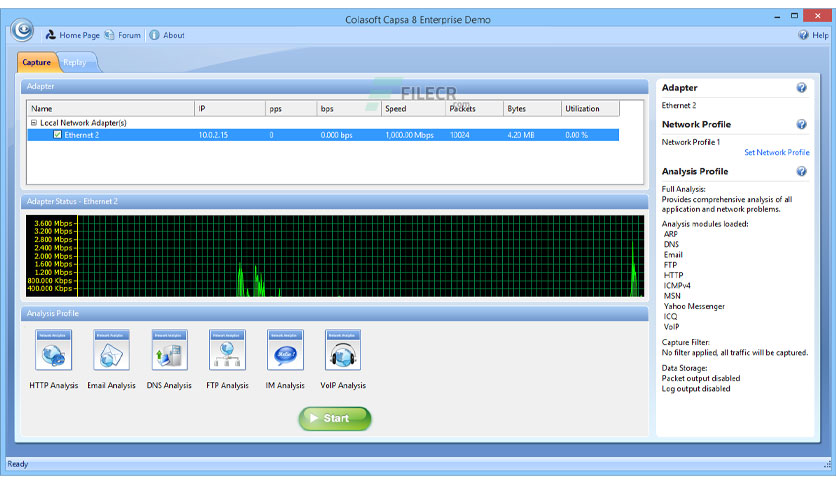 Colasoft Capsa 8 Enterprise Demo
Home Page Forum About Help
Capture Replay
Adapter
FILECR
.com
Name IP pps bps Speed Packets Bytes Utilization
Local Network Adapter(s)
Ethernet 2 10.0.2.15 0 0.000 bps 1,000.00 Mbps 10024 4.20 MB 0.00 %
Adapter Status - Ethernet 2
3.600 Mbps
3.200 Mbps
2.800 Mbps
2.400 Mbps
2.000 Mbps
1.600 Mbps
1.200 Mbps
800.000 Kbps
400.000 Kbps
Analysis Profile
HTTP Analysis Email Analysis DNS Analysis FTP Analysis IM Analysis VoIP Analysis
Start
Adapter
Ethernet 2
Network Profile
Network Profile 1
Set Network Profile
Analysis Profile
Full Analysis:
Provides comprehensive analysis of all
application and network problems.
Analysis modules loaded:
ARP
DNS
Email
FTP
HTTP
ICMPv4
MSN
Yahoo Messenger
ICQ
VoIP
Capture Filter:
No filter applied, all traffic will be captured.
Data Storage:
Packet output disabled
Log output disabled
Ready